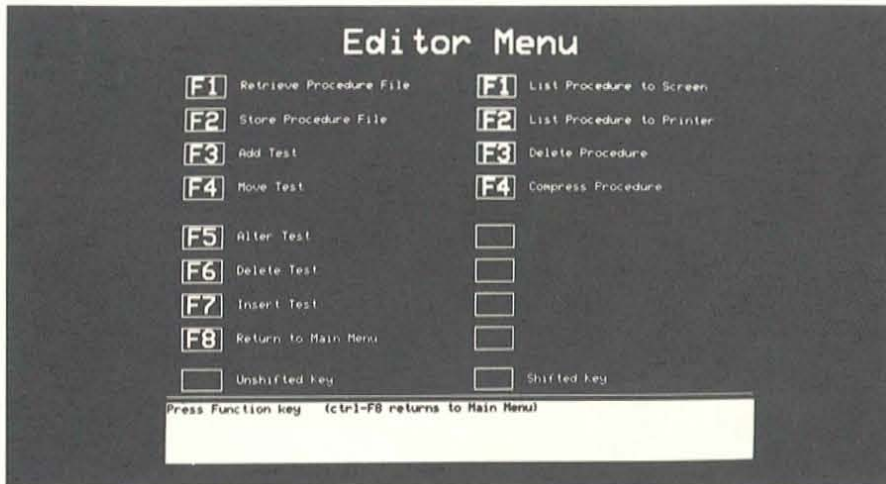 Editor Menu
F1 Retrieve Procedure File
F2 Store Procedure File
F3 Add Test
F4 Move Test
F5 Alter Test
F6 Delete Test
F7 Insert Test
F8 Return to Main Menu
Unshifted key
F1 List Procedure to Screen
F2 List Procedure to Printer
F3 Delete Procedure
F4 Compress Procedure
Shifted key
Press Function key (ctrl-F8 returns to Main Menu)